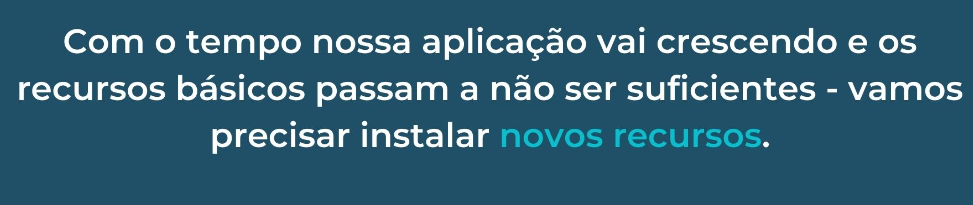 Com o tempo nossa aplicação vai crescendo e os
recursos básicos passam a não ser suficientes - vamos
precisar instalar novos recursos.